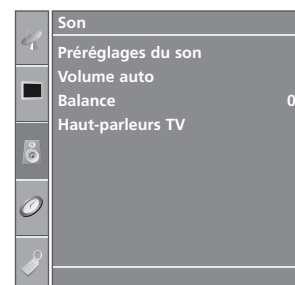 Son
Préréglages du son
Volume auto
Balance 0
Haut-parleurs TV